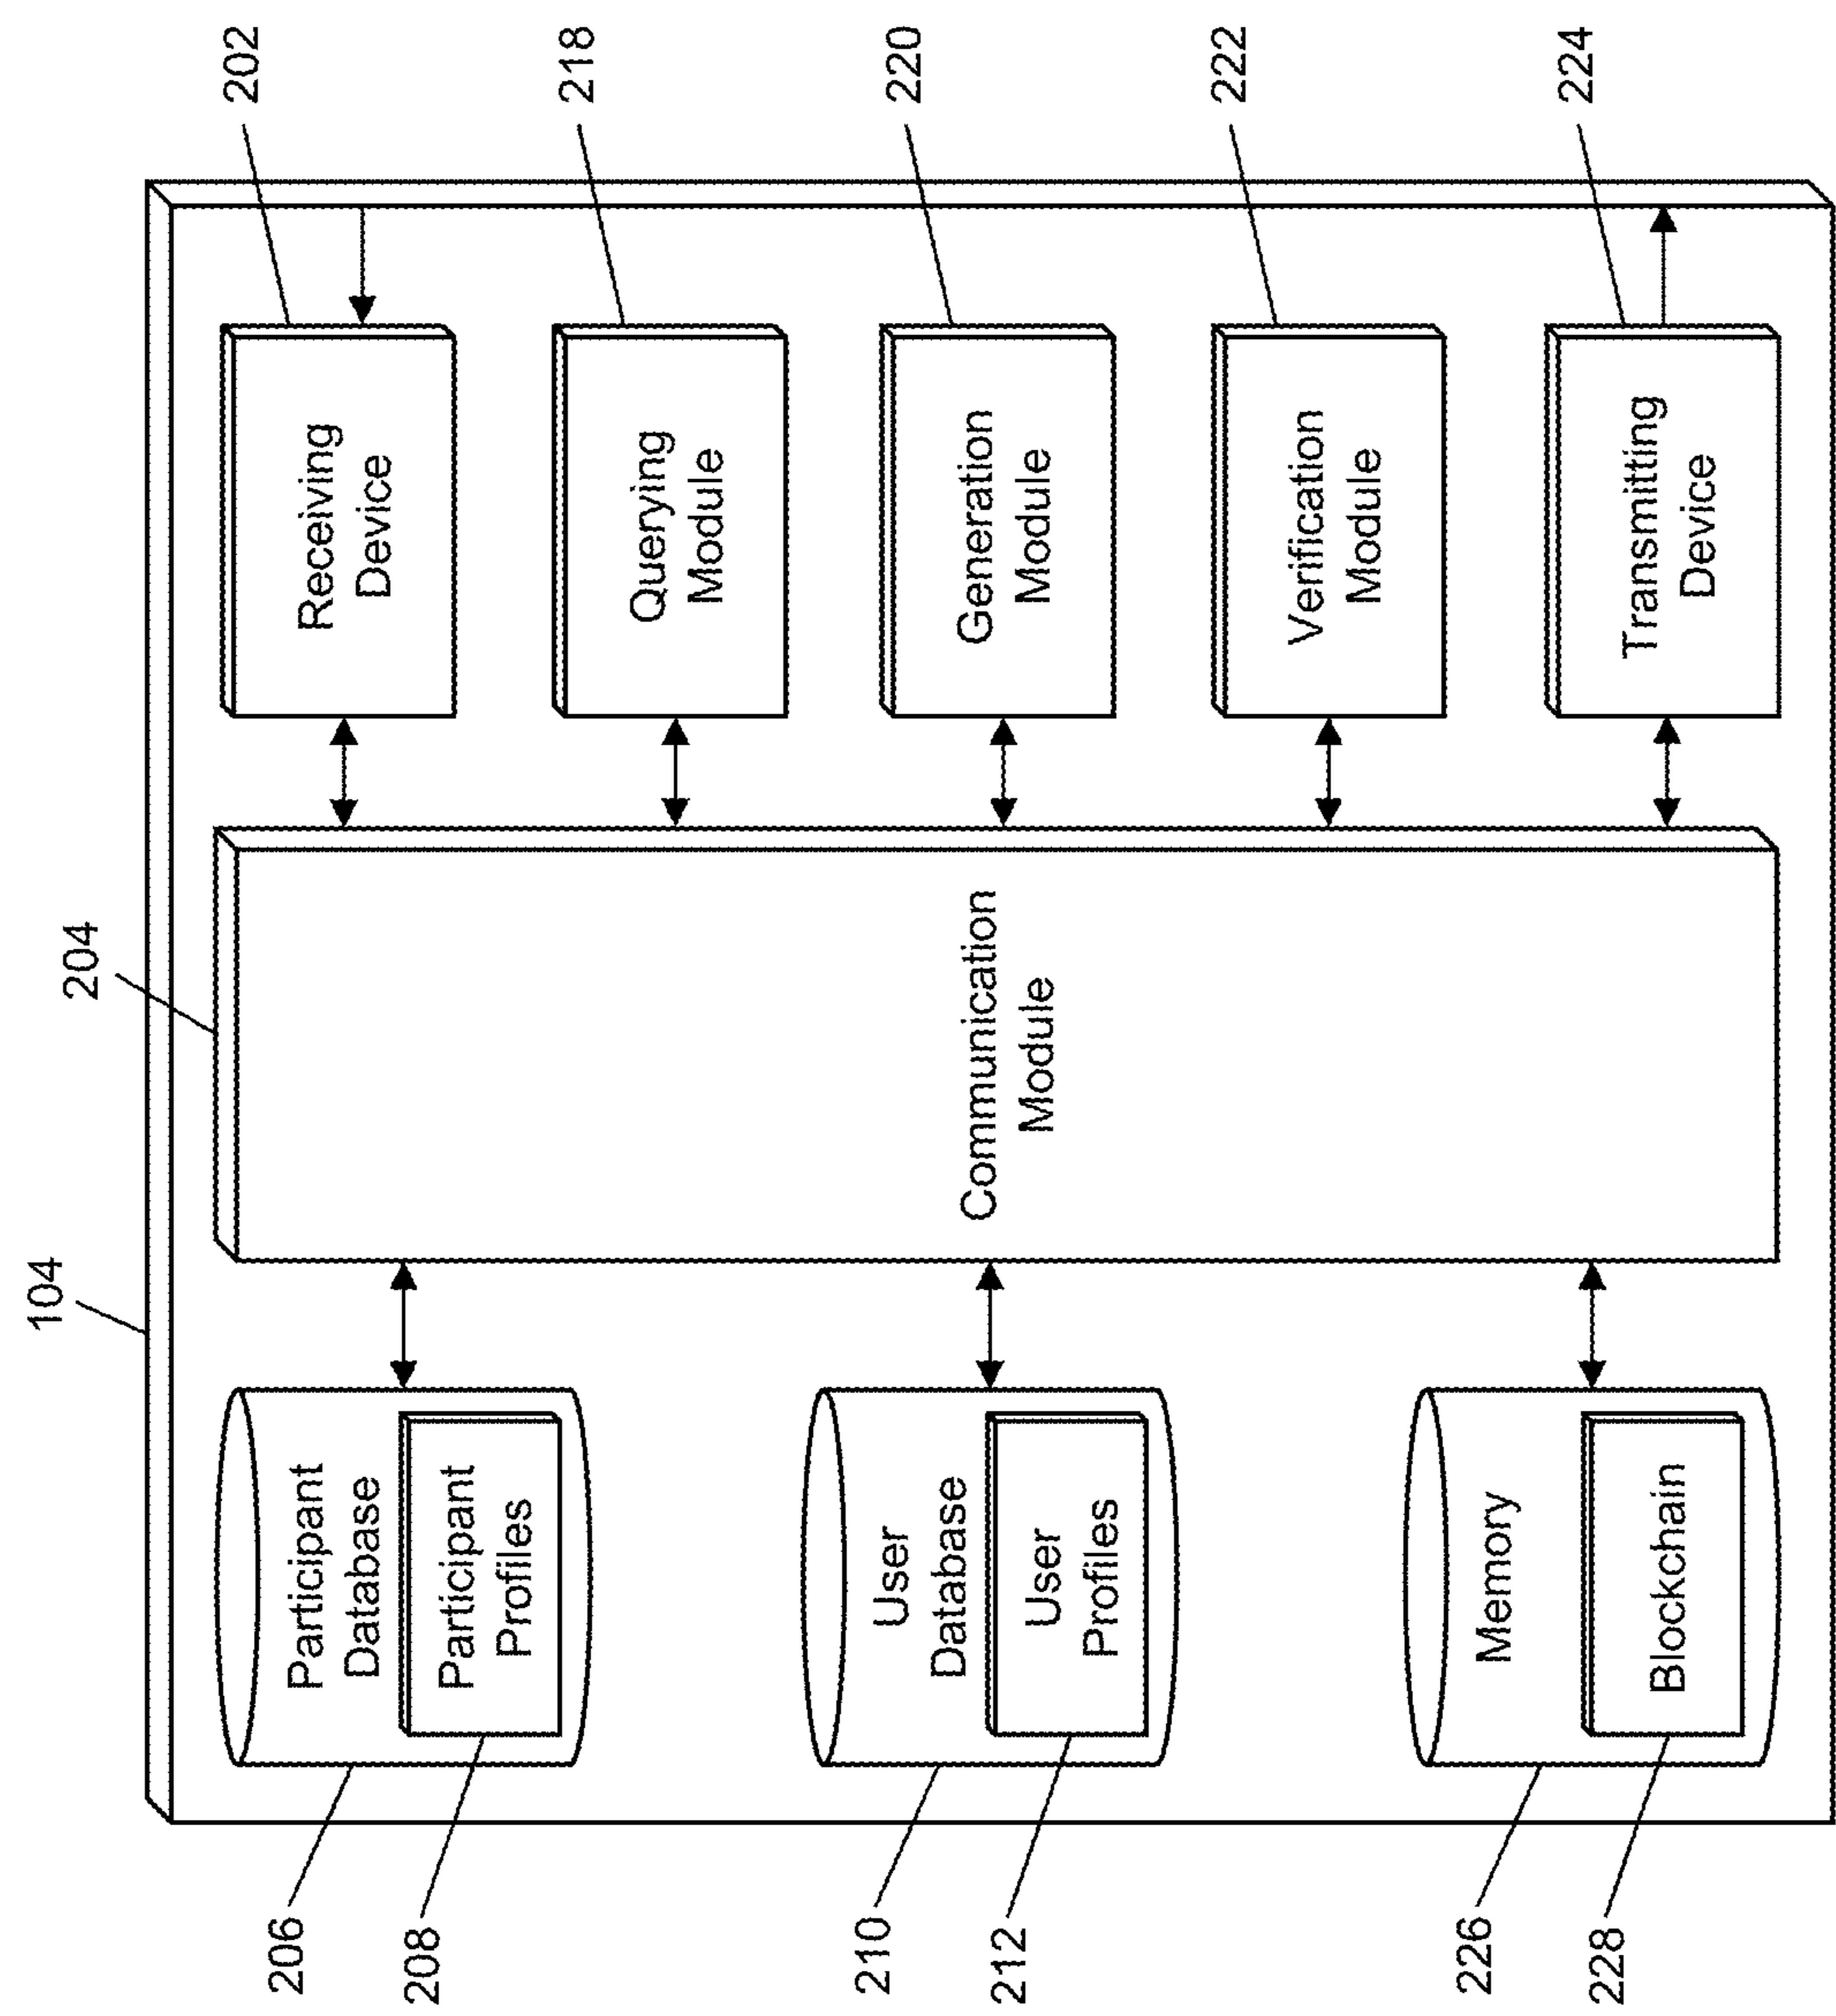 104
204
206
Participant
Database
208
Participant
Profiles
210
User
Database
212
User
Profiles
226
Memory
228
Blockchain
Communication
Module
Receiving
Device
202
Querying
Module
218
Generation
Module
220
Verification
Module
222
Transmitting
Device
224